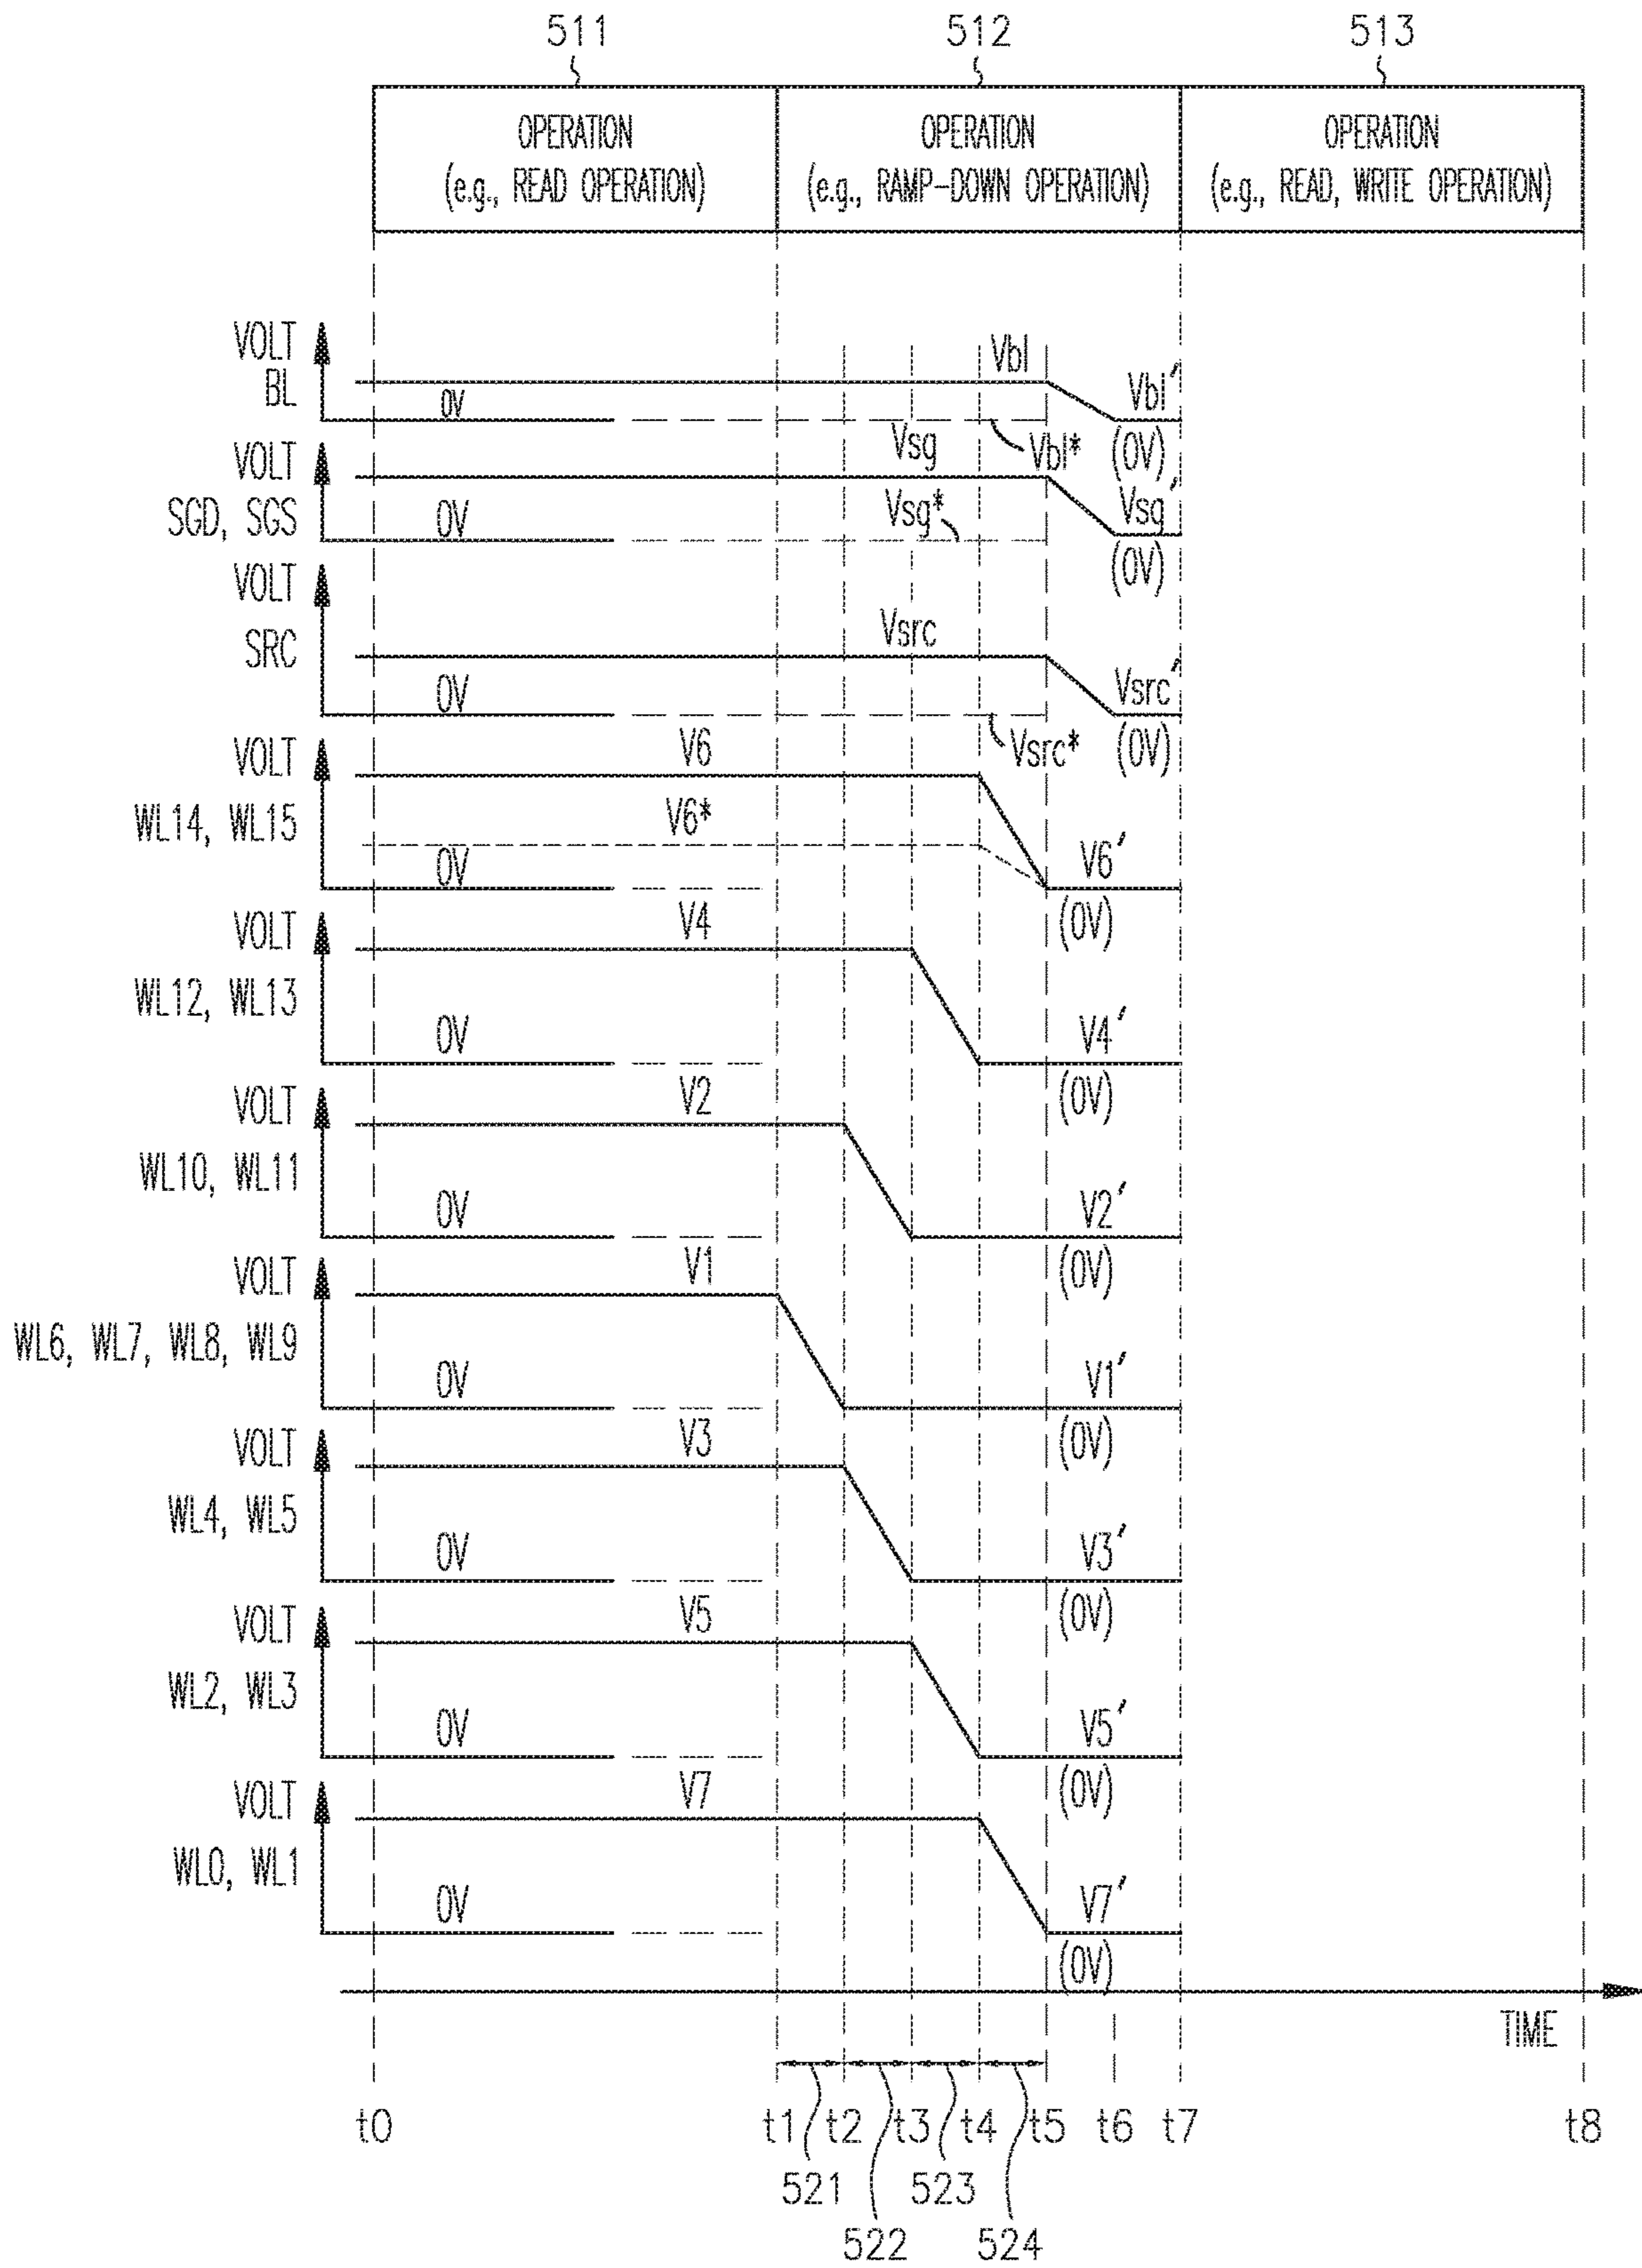 511
512
513
OPERATION
(e.g., READ OPERATION)
OPERATION
(e.g., RAMP-DOWN OPERATION)
OPERATION
(e.g., READ, WRITE OPERATION)
VOLT
BL
0V
Vbl
Vbl*
Vbl′
(0V)
VOLT
SGD, SGS
0V
Vsg
Vsg*
Vsg′
(0V)
VOLT
SRC
0V
Vsrc
Vsrc*
Vsrc′
(0V)
VOLT
WL14, WL15
0V
V6
V6*
V6′
(0V)
VOLT
WL12, WL13
0V
V4
V4′
(0V)
VOLT
WL10, WL11
0V
V2
V2′
(0V)
VOLT
WL6, WL7, WL8, WL9
0V
V1
V1′
(0V)
VOLT
WL4, WL5
0V
V3
V3′
(0V)
VOLT
WL2, WL3
0V
V5
V5′
(0V)
VOLT
WL0, WL1
0V
V7
V7′
(0V)
TIME
t0 t1 t2 t3 t4 t5 t6 t7 t8
521 523
522 524